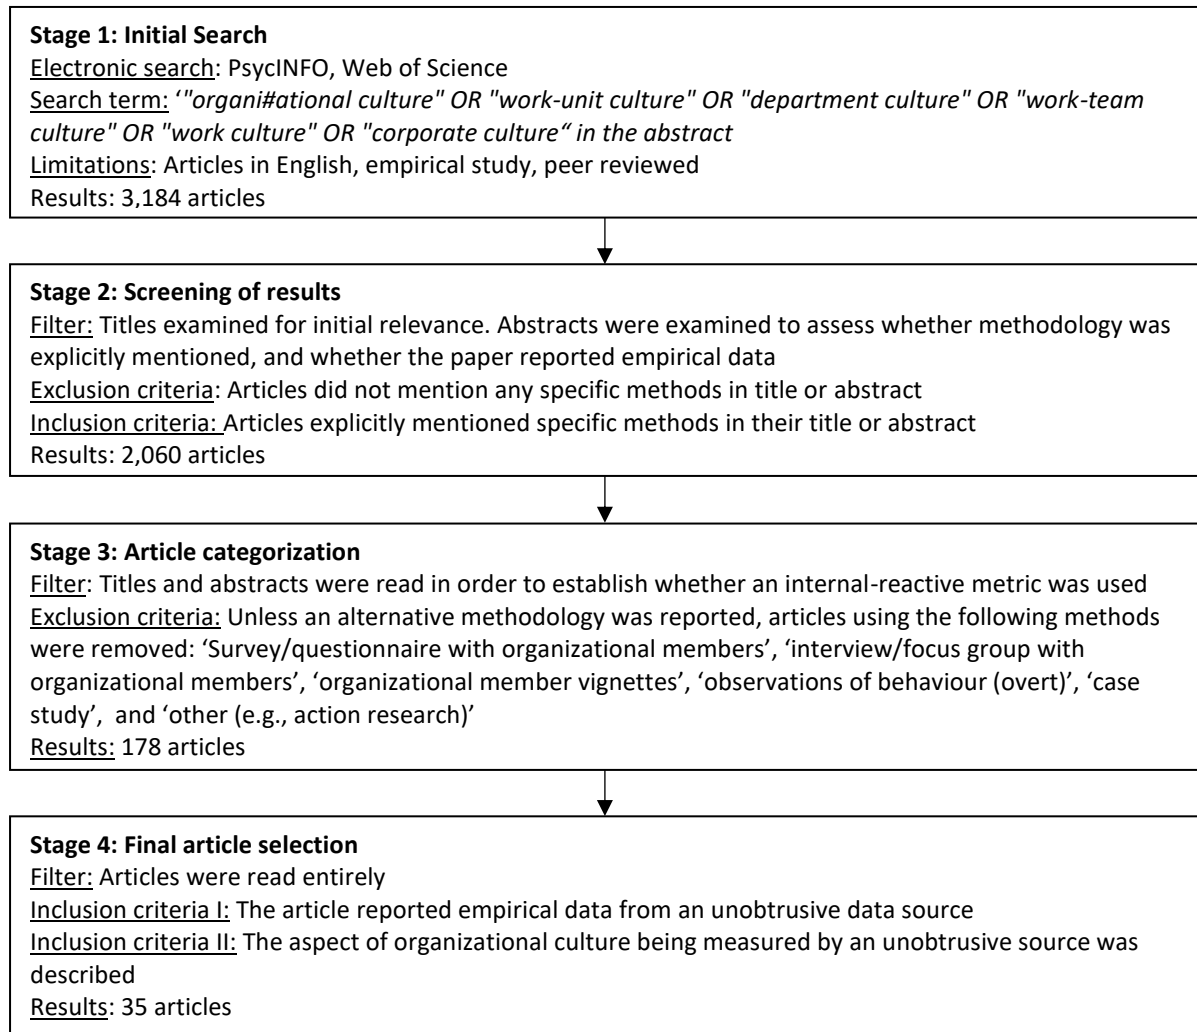 Stage 1: Initial Search
Electronic search: PsycINFO, Web of Science
Search term: ‘"organi#ational culture" OR "work-unit culture" OR "department culture" OR "work-team
culture" OR "work culture" OR "corporate culture“ in the abstract
Limitations: Articles in English, empirical study, peer reviewed
Results: 3,184 articles
Stage 2: Screening of results
Filter: Titles examined for initial relevance. Abstracts were examined to assess whether methodology was
explicitly mentioned, and whether the paper reported empirical data
Exclusion criteria: Articles did not mention any specific methods in title or abstract
Inclusion criteria: Articles explicitly mentioned specific methods in their title or abstract
Results: 2,060 articles
Stage 3: Article categorization
Filter: Titles and abstracts were read in order to establish whether an internal-reactive metric was used
Exclusion criteria: Unless an alternative methodology was reported, articles using the following methods
were removed: ‘Survey/questionnaire with organizational members’, ‘interview/focus group with
organizational members’, ‘organizational member vignettes’, ‘observations of behaviour (overt)’, ‘case
study’, and ‘other (e.g., action research)’
Results: 178 articles
Stage 4: Final article selection
Filter: Articles were read entirely
Inclusion criteria I: The article reported empirical data from an unobtrusive data source
Inclusion criteria II: The aspect of organizational culture being measured by an unobtrusive source was
described
Results: 35 articles